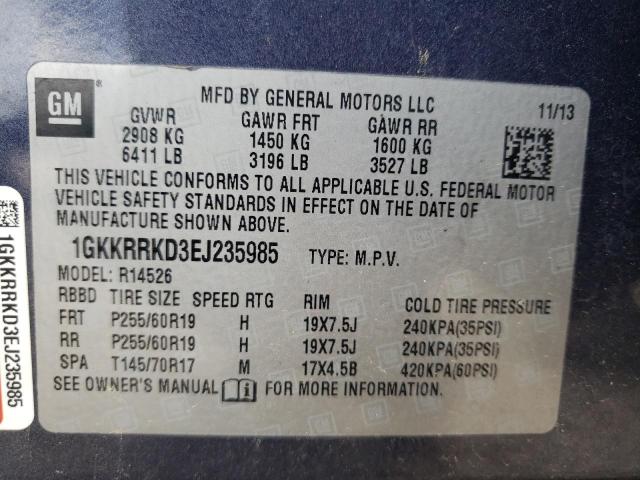 GM
MFD BY GENERAL MOTORS LLC
11/13
GVWR GAWR FRT GAWR RR
2908 KG 1450 KG 1600 KG
6411 LB 3196 LB 3527 LB
THIS VEHICLE CONFORMS TO ALL APPLICABLE U.S. FEDERAL MOTOR
VEHICLE SAFETY STANDARDS IN EFFECT ON THE DATE OF
MANUFACTURE SHOWN ABOVE.
1GKKRRKD3EJ235985 TYPE: M.P.V.
MODEL: R14526
RBBD TIRE SIZE SPEED RTG RIM COLD TIRE PRESSURE
FRT P255/60R19 H 19X7.5J 240KPA(35PSI)
RR P255/60R19 H 19X7.5J 240KPA(35PSI)
SPA T145/70R17 M 17X4.5B 420KPA(60PSI)
SEE OWNER'S MANUAL FOR MORE INFORMATION.
1GKKRRKD3EJ235985